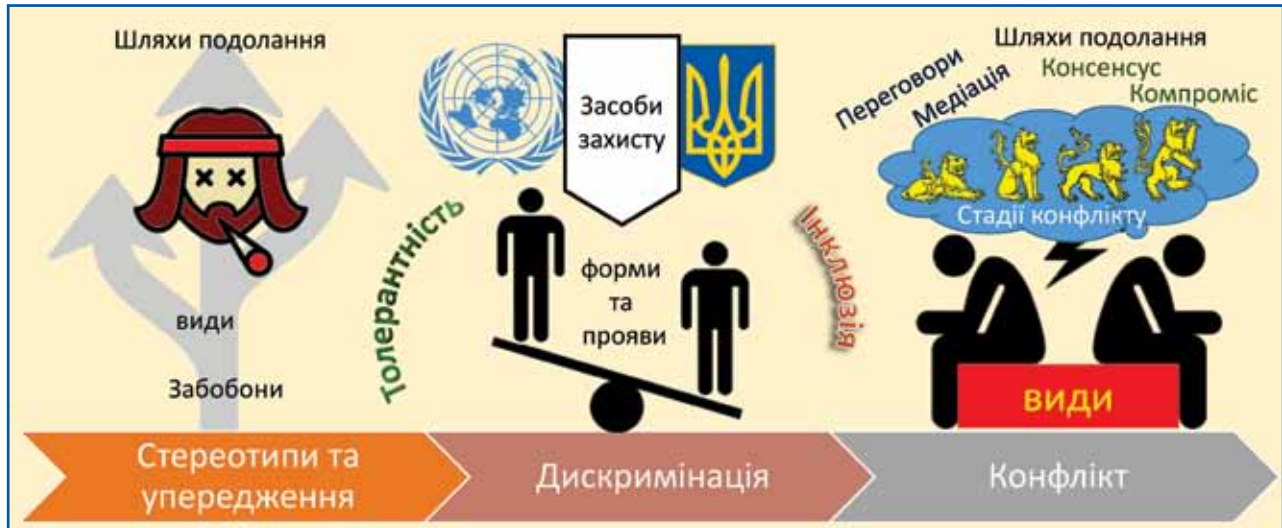 Шляхи подолання
види
Забобони
Стереотипи та
упередження
Толерантність
Засоби
захисту
форми
та
прояви
Дискримінація
Інклюзія
Шляхи подолання
Переговори
Медіація
Консенсус
Компроміс
Стадії конфлікту
види
Конфлікт